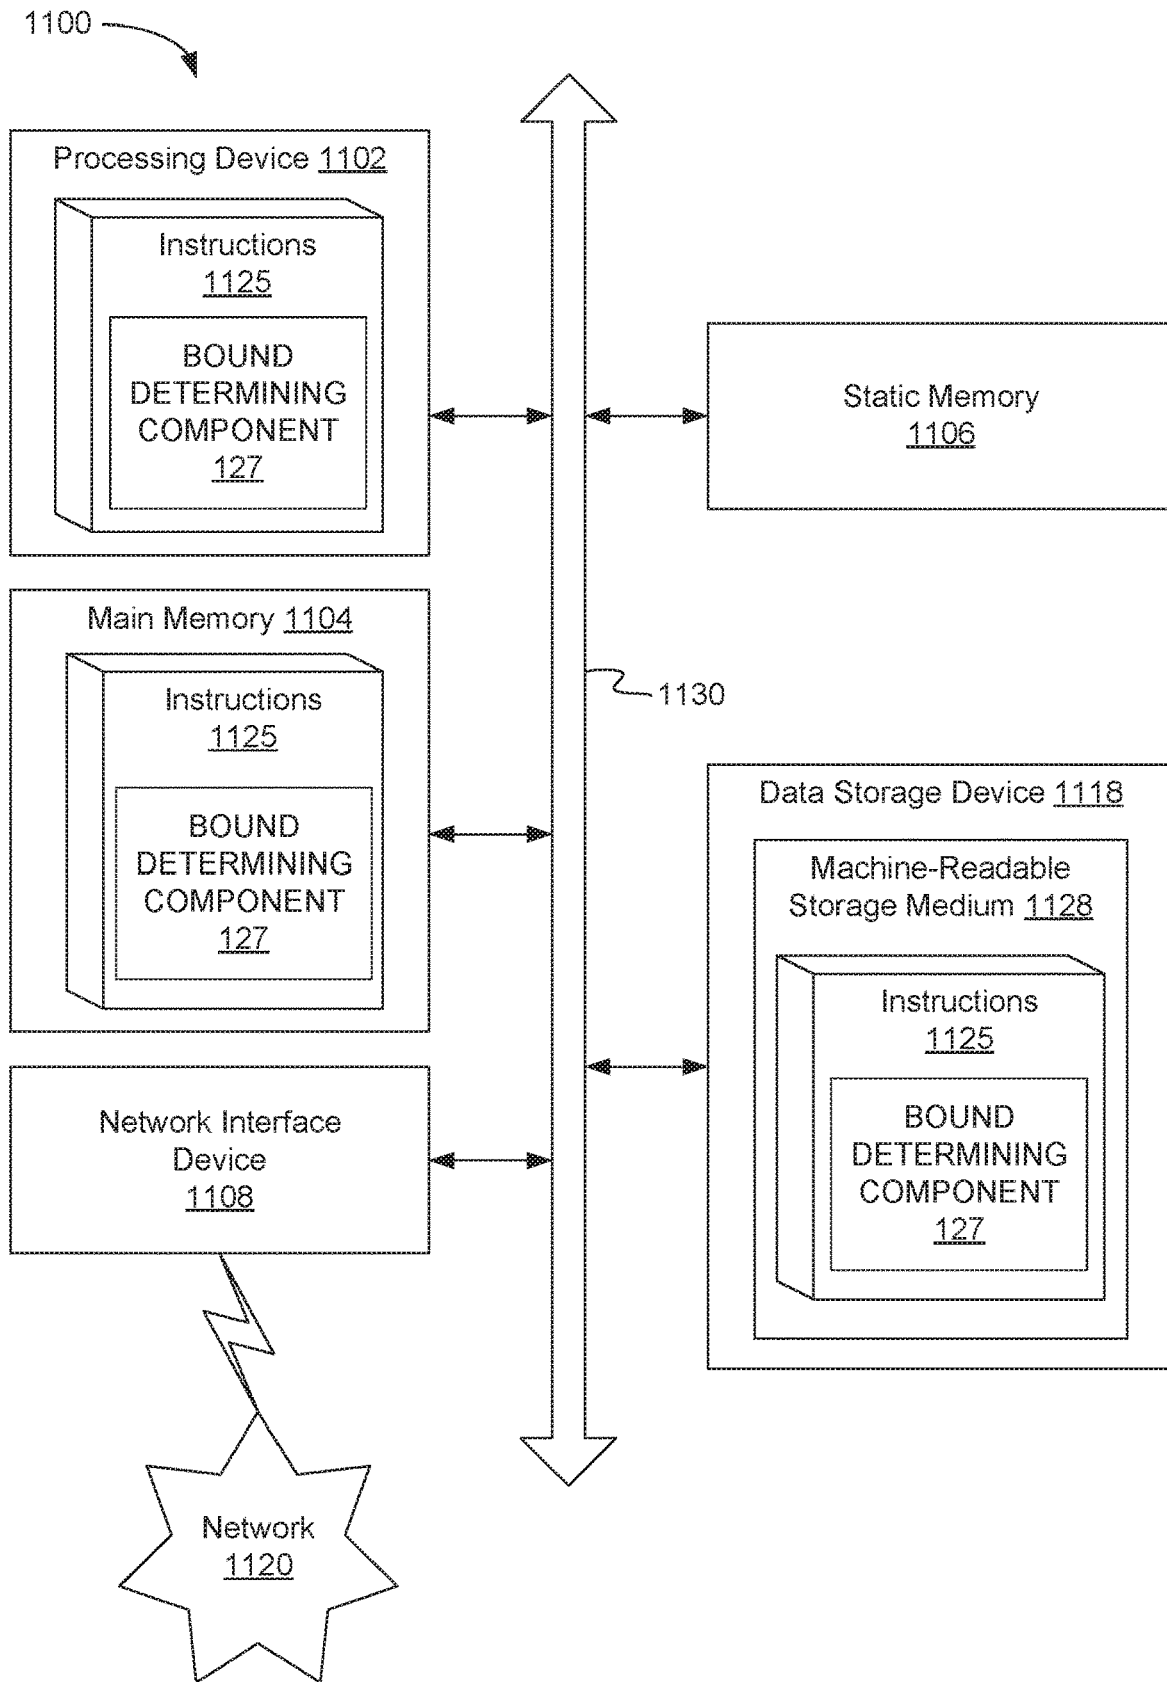 1100
Processing Device 1102
Instructions
1125
BOUND
DETERMINING
COMPONENT
127
Static Memory
1106
Main Memory 1104
Instructions
1125
BOUND
DETERMINING
COMPONENT
127
1130
Data Storage Device 1118
Machine-Readable
Storage Medium 1128
Instructions
1125
BOUND
DETERMINING
COMPONENT
127
Network Interface
Device
1108
Network
1120